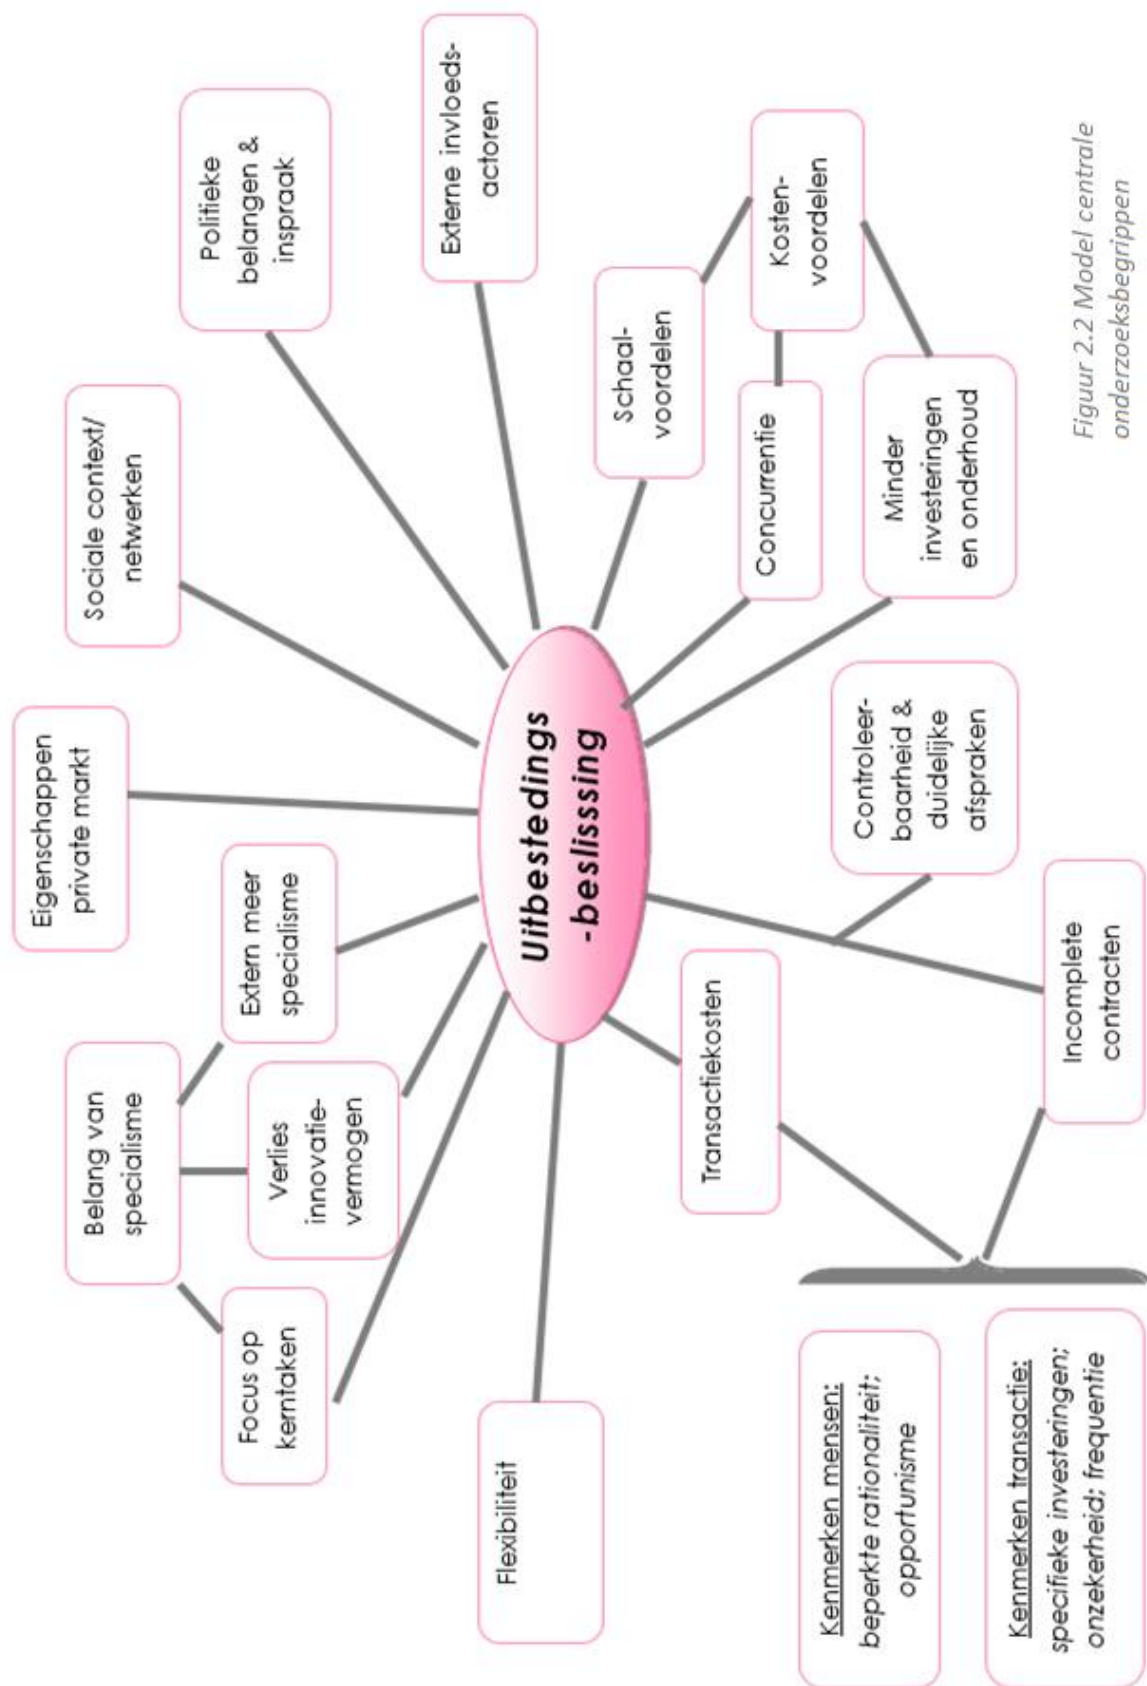 Focus op
kerntaken
Belang van
specialisme
Verlies
innovatie-
vermogen
Extern meer
specialisme
Eigenschappen
private markt
Sociale context/
netwerken
Politieke
belangen &
inspraak
Externe invloeds-
actoren
Flexibiliteit
Uitbestedings
-beslisssing
Schaal-
voordelen
Kosten-
voordelen
Concurrentie
Minder
investeringen
en onderhoud
Transactiekosten
Controleer-
baarheid &
duidelijke
afspraken
Incomplete
contracten
Kenmerken mensen:
beperkte rationaliteit;
opportunisme
Kenmerken transactie:
specifieke investeringen;
onzekerheid; frequentie
Figuur 2.2 Model centrale
onderzoeksbegrippen